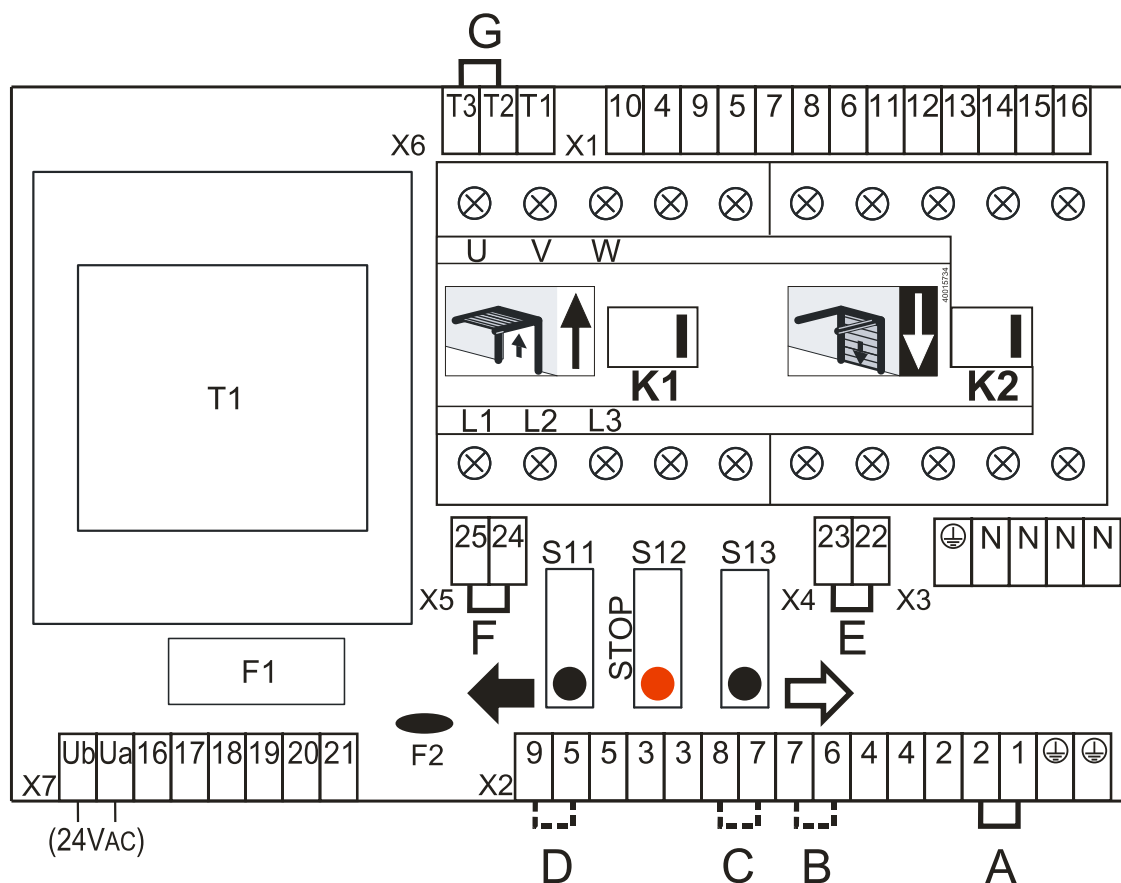 G
T3 T2 T1 10 4 9 5 7 8 6 11 12 13 14 15 16
X6 X1
U V W
40015734
T1
K1 K2
L1 L2 L3
25 24 S11 S12 S13 23 22 N N N N
X5 STOP X4 X3
F E
F1
F2
Ub Ua 16 17 18 19 20 21 9 5 5 3 3 8 7 7 6 4 4 2 2 1
X7 X2
(24VAC)
D C B A